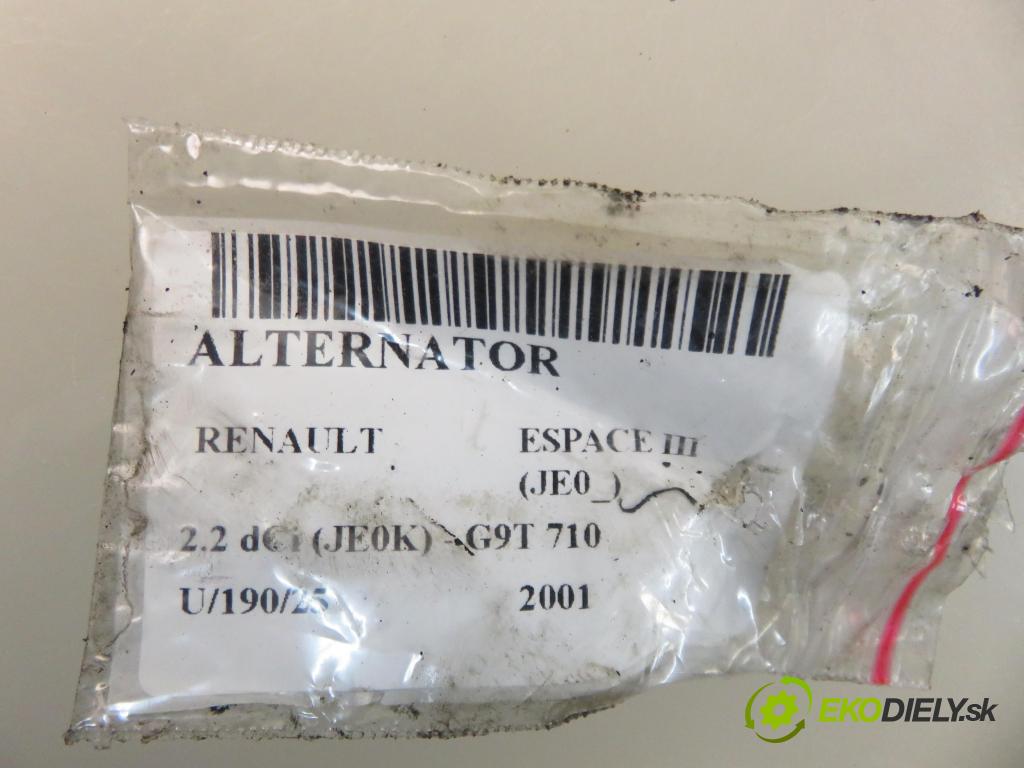 ALTERNATOR
RENAULT ESPACE III
(JE0_)
2.2 dCi (JE0K) - G9T 710
U/190/25 2001
EKODIELY.sk